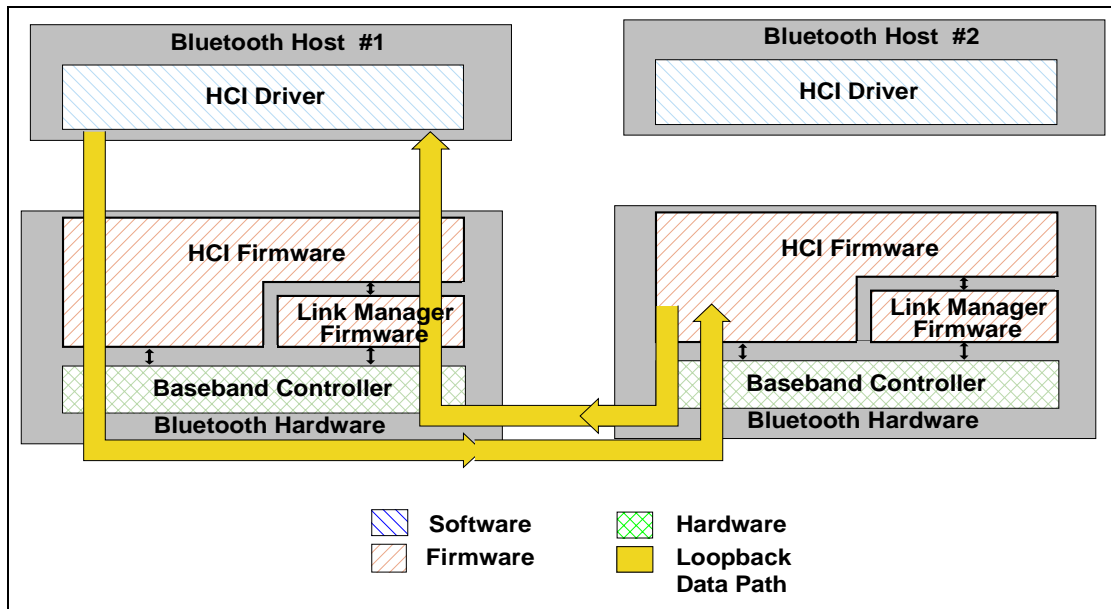 Bluetooth Host #1
HCI Driver
Bluetooth Host #2
HCI Driver
HCI Firmware
Link Manager
Firmware
Baseband Controller
Bluetooth Hardware
HCI Firmware
Link Manager
Firmware
Baseband Controller
Bluetooth Hardware
Software
Firmware
Hardware
Loopback
Data Path